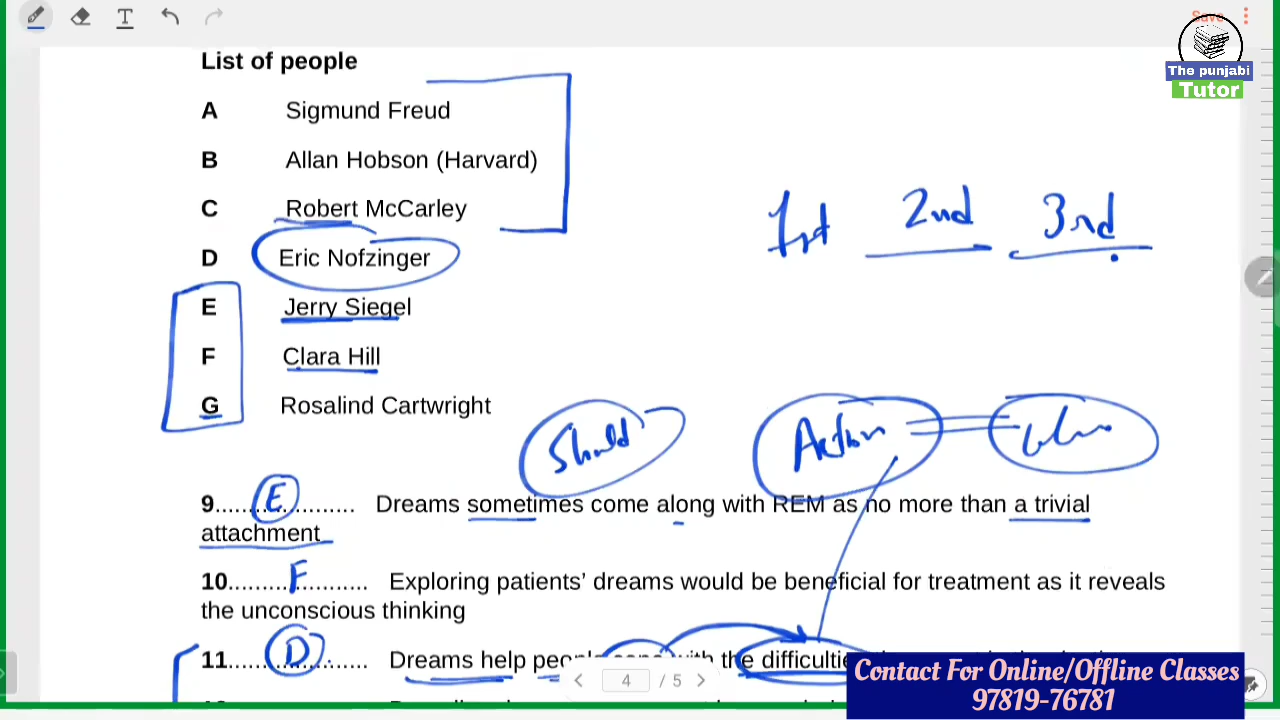 Save
The punjabi
Tutor
List of people
A Sigmund Freud
B Allan Hobson (Harvard)
C Robert McCarley
D Eric Nofzinger
E Jerry Siegel
F Clara Hill
G Rosalind Cartwright
1st 2nd 3rd
Should Action
9....... E ............ Dreams sometimes come along with REM as no more than a trivial
attachment
10......... F .......... Exploring patients' dreams would be beneficial for treatment as it reveals
the unconscious thinking
11....... D ....... Dreams help with the
4 / 5
Contact For Online/Offline Classes
97819-76781